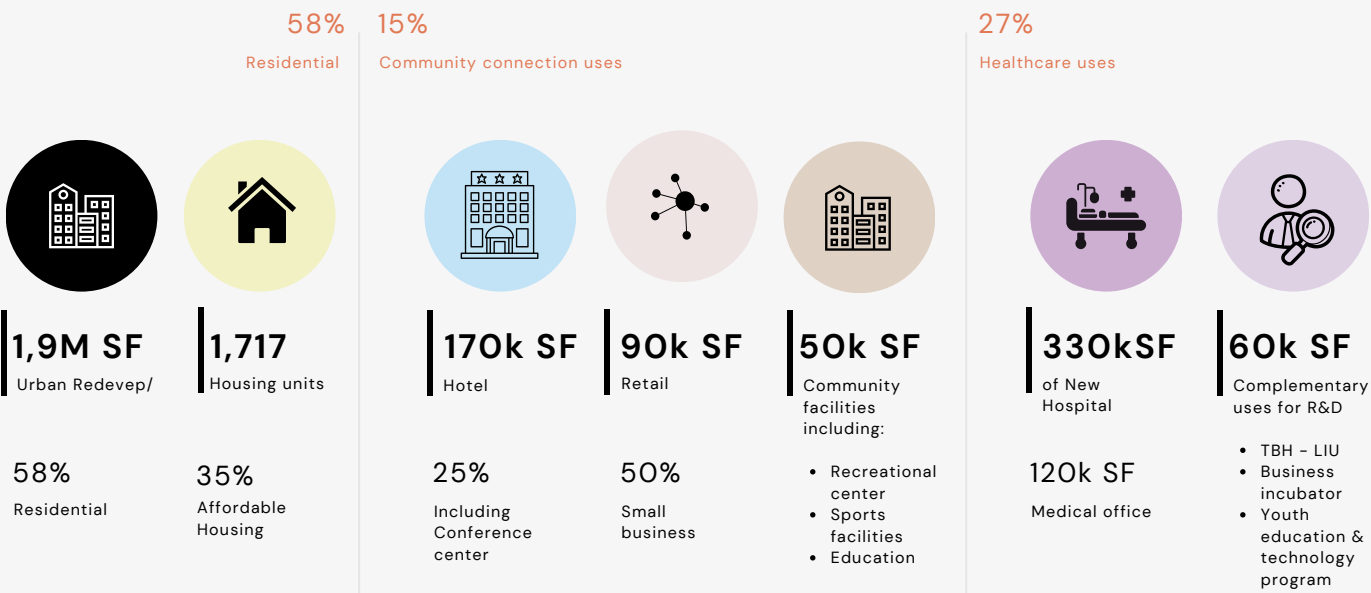 58%
Residential
15%
Community connection uses
27%
Healthcare uses
1,9M SF
Urban Redevep/
58%
Residential
1,717
Housing units
35%
Affordable
Housing
170k SF
Hotel
25%
Including
Conference
center
90k SF
Retail
50%
Small
business
50k SF
Community
facilities
including:
• Recreational
center
• Sports
facilities
• Education
330kSF
of New
Hospital
120k SF
Medical office
60k SF
Complementary
uses for R&D
• TBH - LIU
• Business
incubator
• Youth
education &
technology
program